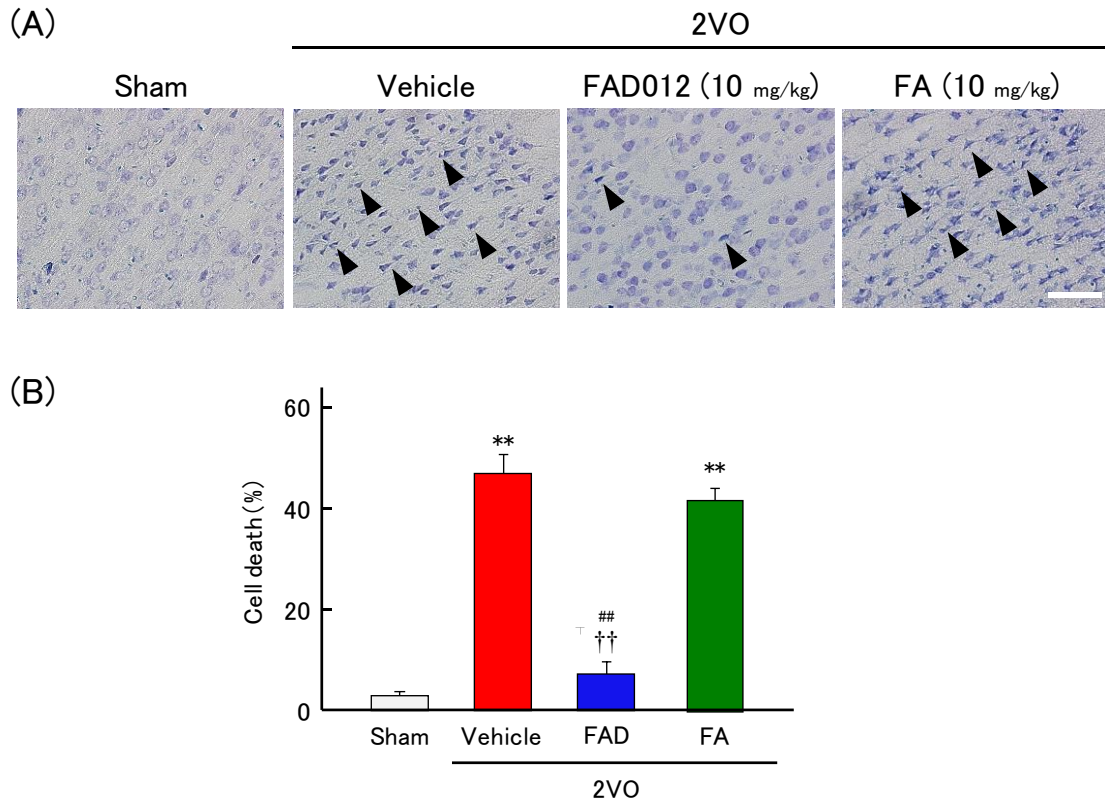 (A)
2VO
Sham Vehicle FAD012 (10 mg/kg) FA (10 mg/kg)
(B)
Cell death(%)
60
40
20
0
**
##
††
**
Sham Vehicle FAD FA
2VO